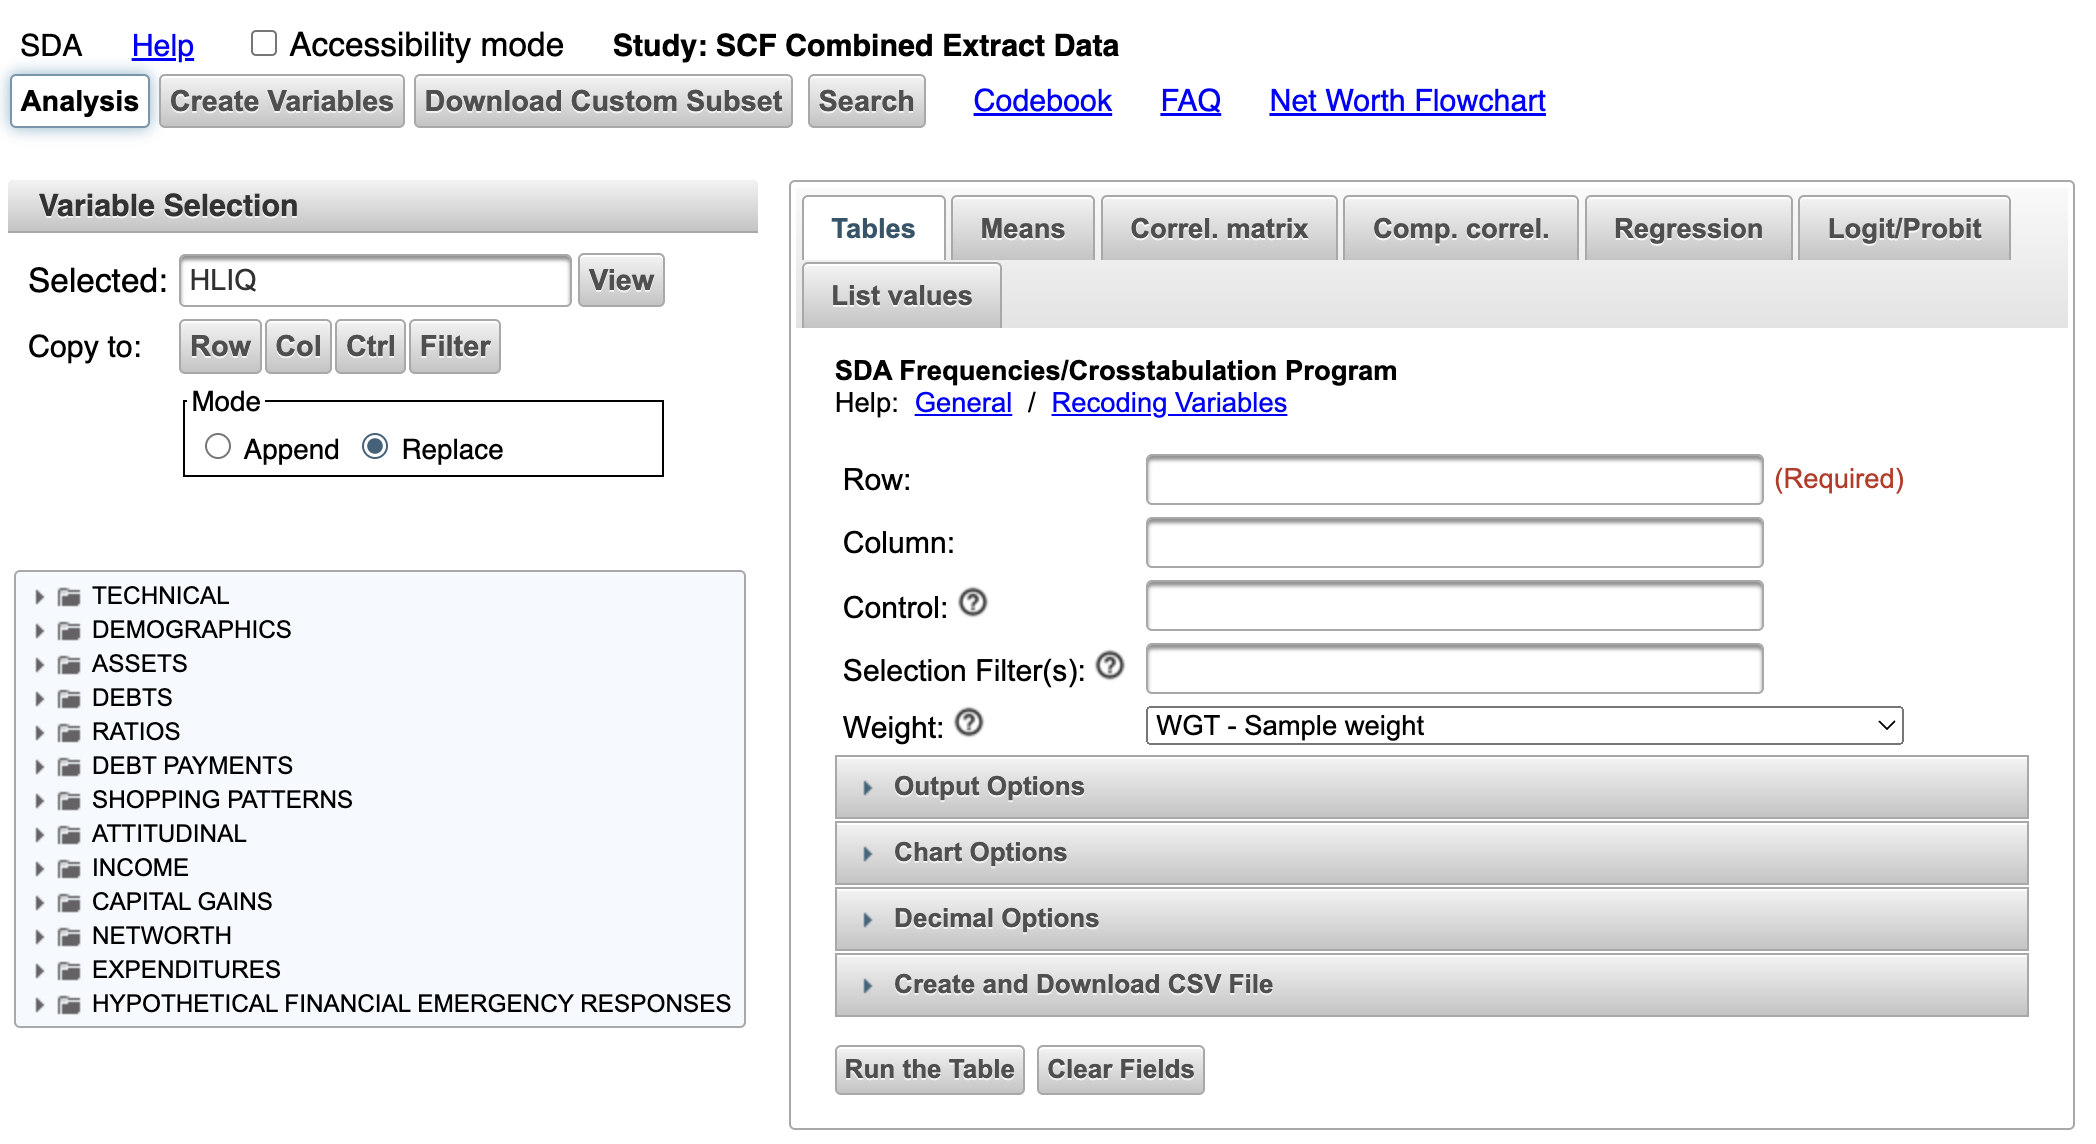 SDA Help Accessibility mode Study: SCF Combined Extract Data
Analysis Create Variables Download Custom Subset Search Codebook FAQ Net Worth Flowchart
Variable Selection
Selected: HLIQ View
Copy to: Row Col Ctrl Filter
Mode
Append Replace
TECHNICAL
DEMOGRAPHICS
ASSETS
DEBTS
RATIOS
DEBT PAYMENTS
SHOPPING PATTERNS
ATTITUDINAL
INCOME
CAPITAL GAINS
NETWORTH
EXPENDITURES
HYPOTHETICAL FINANCIAL EMERGENCY RESPONSES
Tables Means Correl. matrix Comp. correl. Regression Logit/Probit
List values
SDA Frequencies/Crosstabulation Program
Help: General / Recoding Variables
Row: (Required)
Column:
Control: ?
Selection Filter(s): ?
Weight: ? WGT - Sample weight
Output Options
Chart Options
Decimal Options
Create and Download CSV File
Run the Table Clear Fields